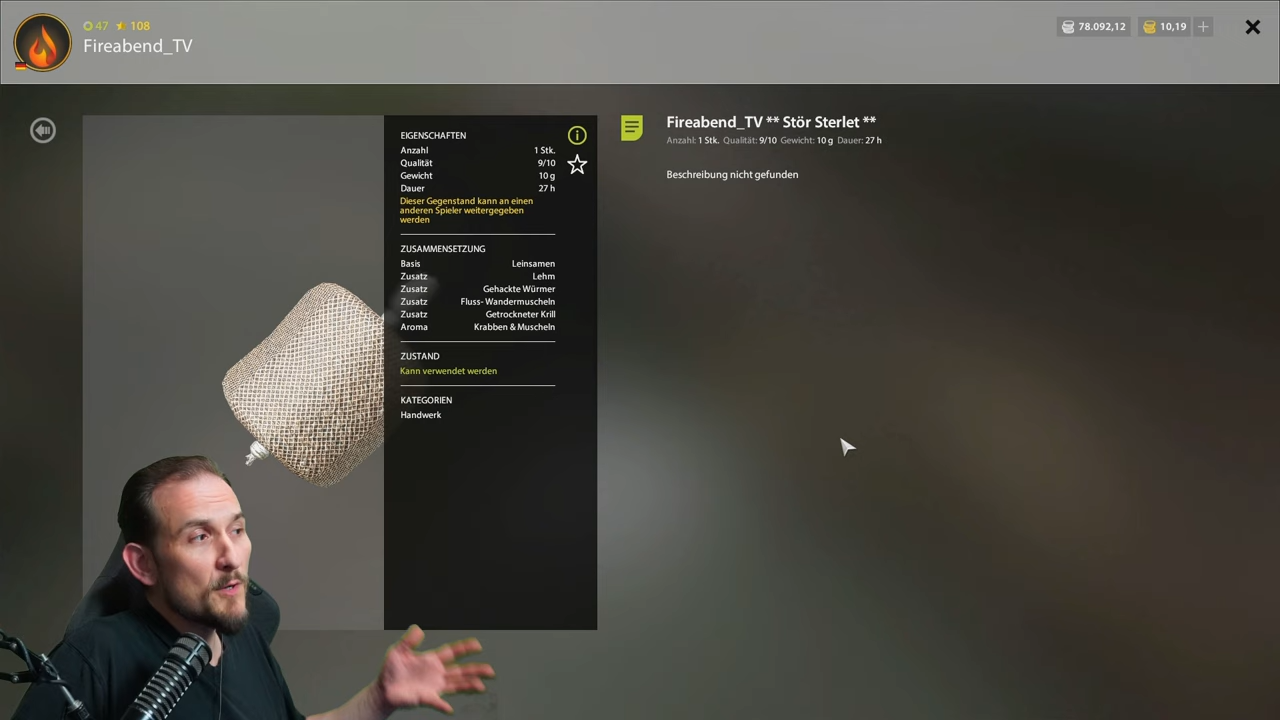 47 108
Fireabend_TV
78.092,12 10,19
EIGENSCHAFTEN
Anzahl 1 Stk.
Qualität 9/10
Gewicht 10 g
Dauer 27 h
Dieser Gegenstand kann an einen
anderen Spieler weitergegeben
werden
ZUSAMMENSETZUNG
Basis Leinsamen
Zusatz Lehm
Zusatz Gehackte Würmer
Zusatz Fluss- Wandermuscheln
Zusatz Getrockneter Krill
Aroma Krabben & Muscheln
ZUSTAND
Kann verwendet werden
KATEGORIEN
Handwerk
Fireabend_TV ** Stör Sterlet **
Anzahl: 1 Stk. Qualität: 9/10 Gewicht: 10 g Dauer: 27 h
Beschreibung nicht gefunden